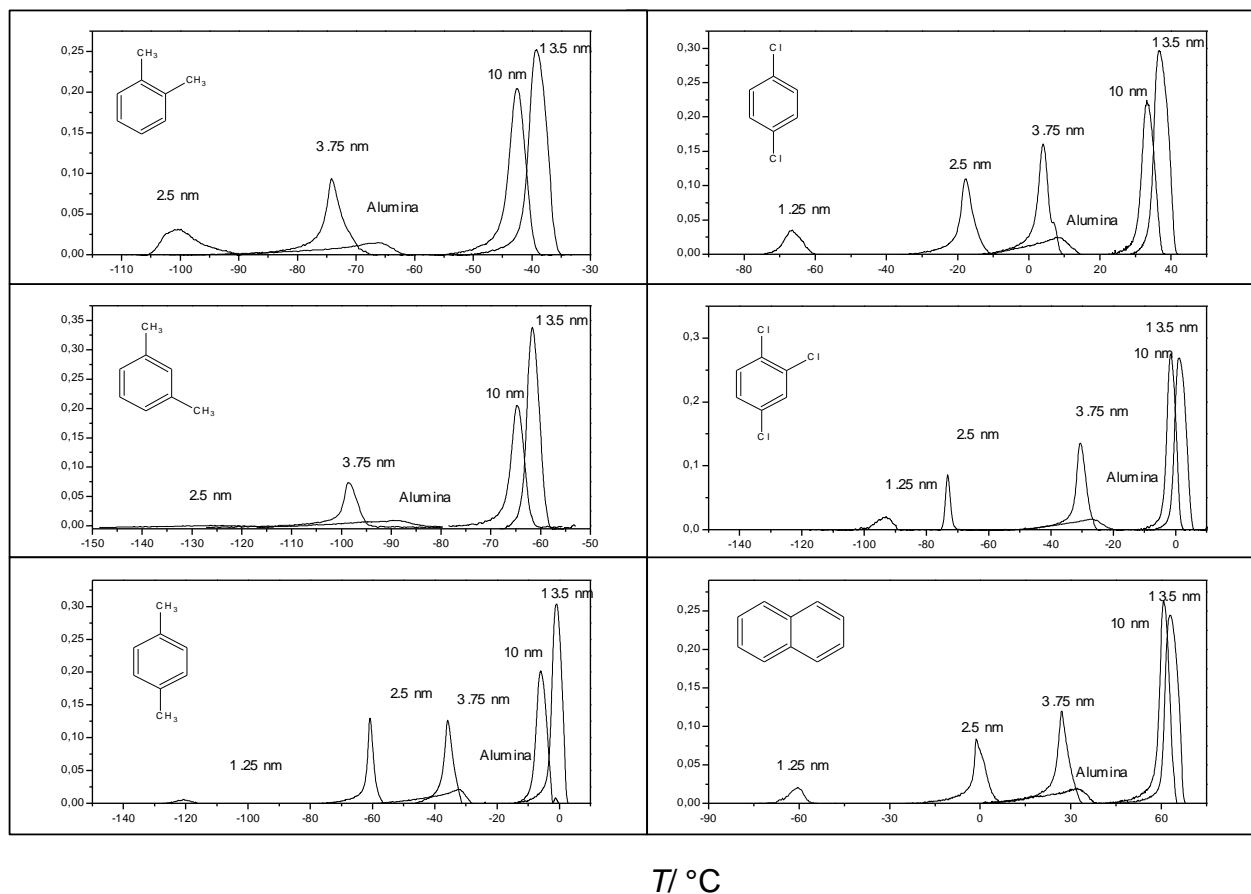 CH3
CH3
13.5 nm
10 nm
3.75 nm
2.5 nm
Alumina
0,25
0,20
0,15
0,10
0,05
0,00
-110 -100 -90 -80 -70 -60 -50 -40 -30
Cl
Cl
13.5 nm
10 nm
3.75 nm
2.5 nm
Alumina
1.25 nm
0,30
0,25
0,20
0,15
0,10
0,05
0,00
-80 -60 -40 -20 0 20 40
CH3
CH3
13.5 nm
10 nm
3.75 nm
2.5 nm
Alumina
0,35
0,30
0,25
0,20
0,15
0,10
0,05
0,00
-150 -140 -130 -120 -110 -100 -90 -80 -70 -60 -50
Cl
Cl
Cl
13.5 nm
10 nm
3.75 nm
2.5 nm
Alumina
1.25 nm
0,3
0,2
0,1
0
-140 -120 -100 -80 -60 -40 -20 0
CH3
CH3
13.5 nm
10 nm
2.5 nm
3.75 nm
Alumina
1.25 nm
0,30
0,25
0,20
0,15
0,10
0,05
0,00
-140 -120 -100 -80 -60 -40 -20 0
13.5 nm
10 nm
3.75 nm
2.5 nm
1.25 nm
Alumina
0,25
0,20
0,15
0,10
0,05
0,00
-90 -60 -30 0 30 60
T/ °C